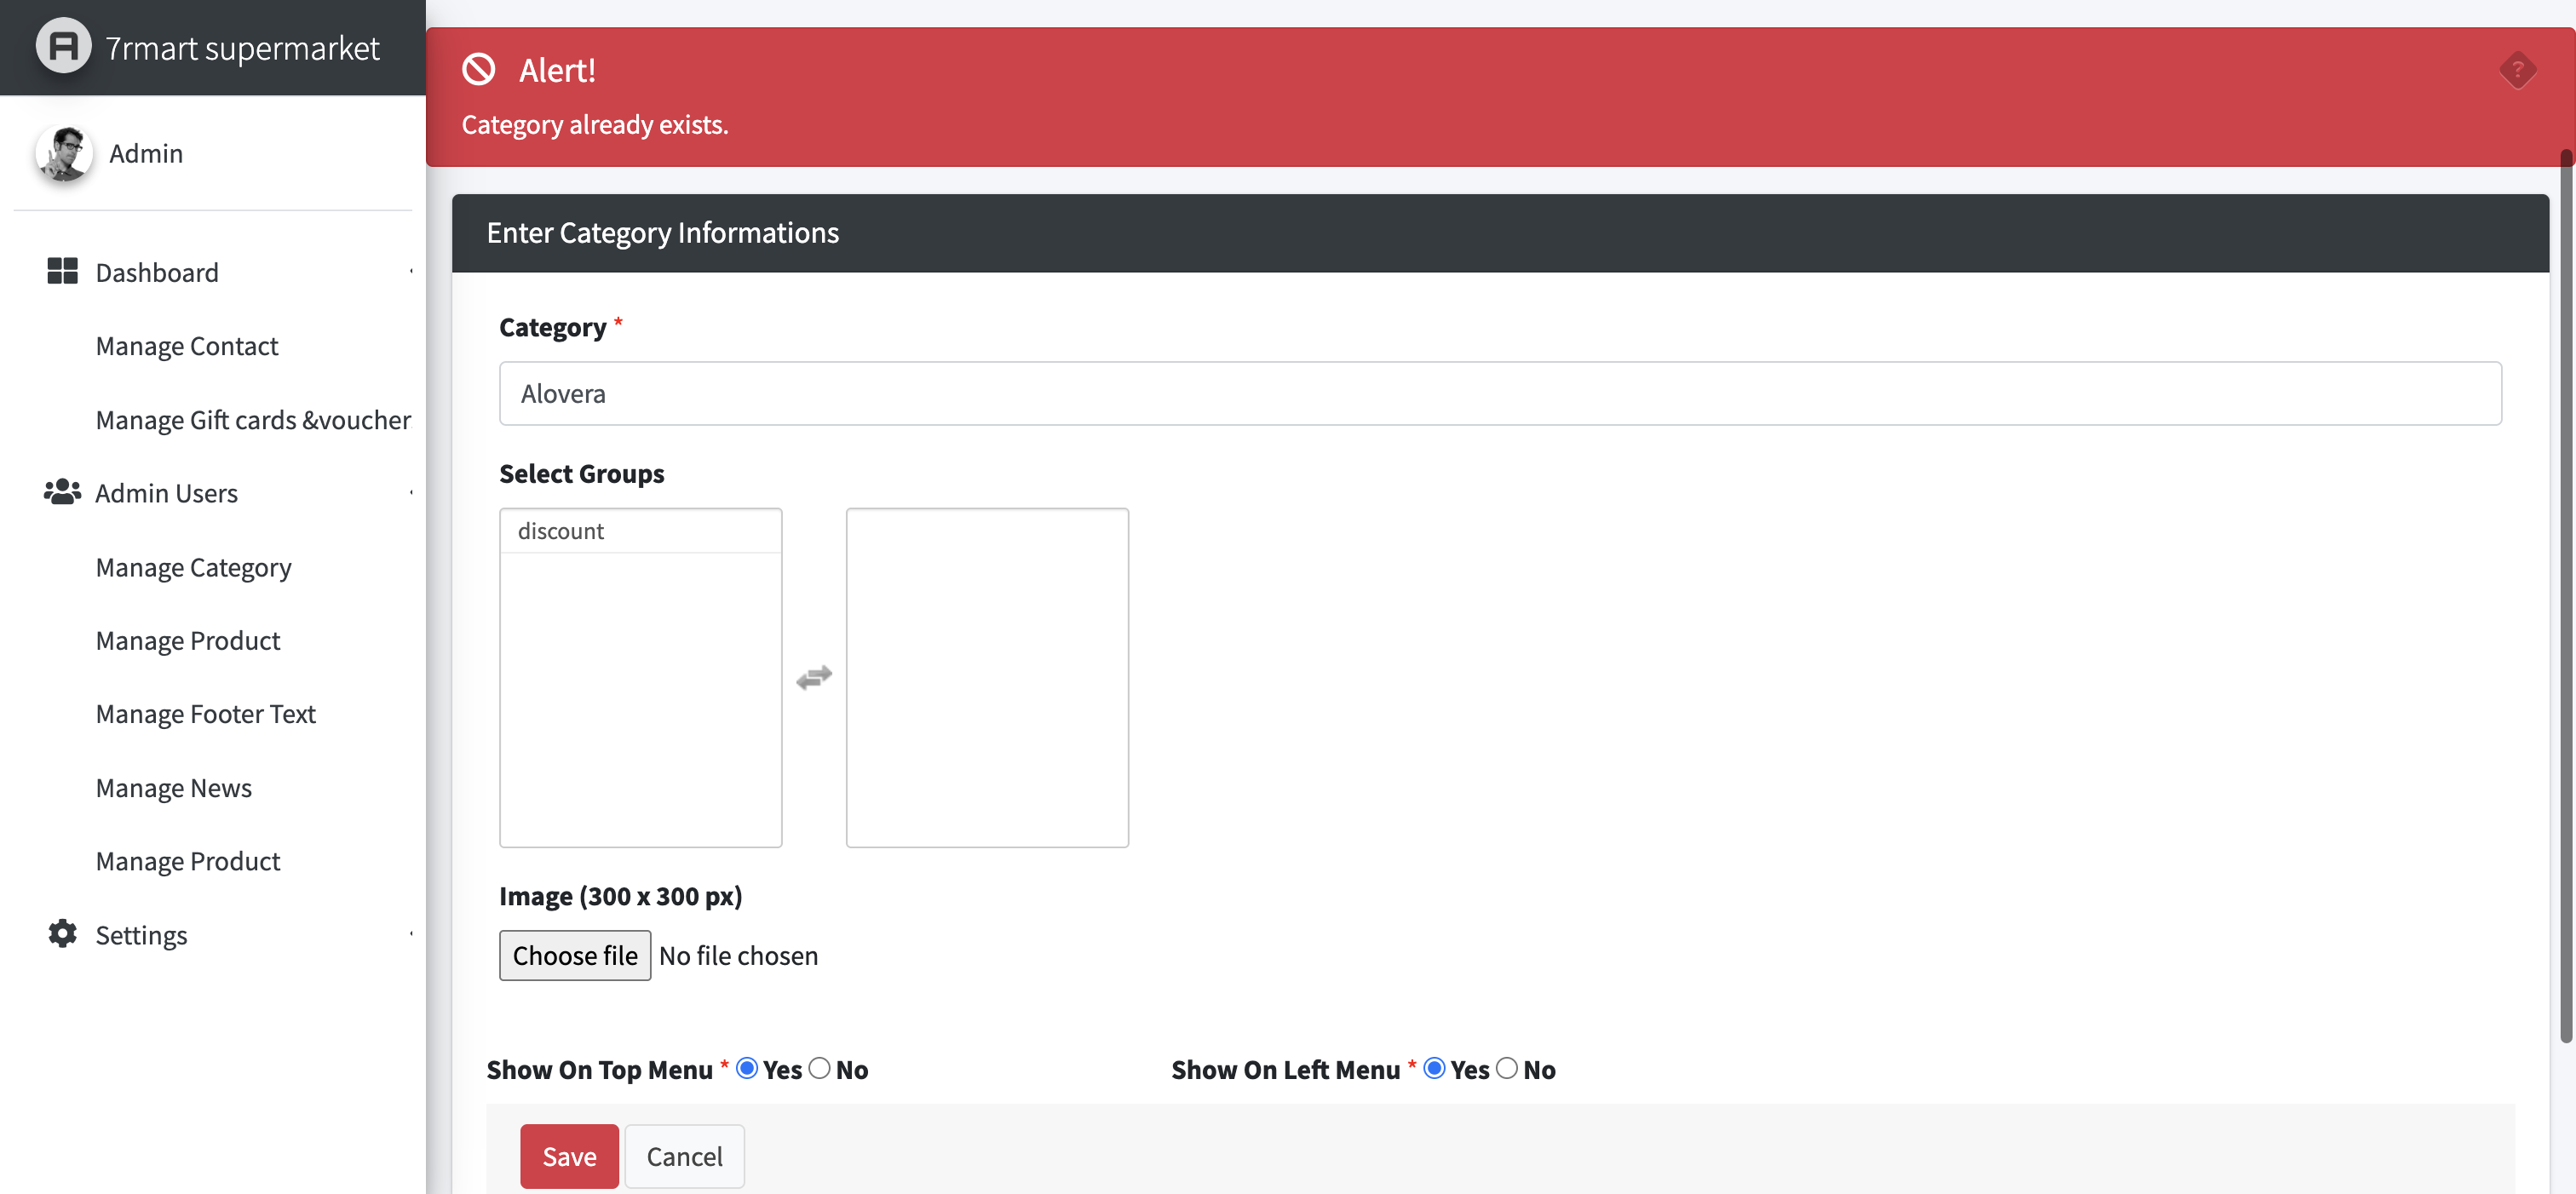 7rmart supermarket
Admin
Dashboard
Manage Contact
Manage Gift cards &voucher
Admin Users
Manage Category
Manage Product
Manage Footer Text
Manage News
Manage Product
Settings
Alert!
Category already exists.
Enter Category Informations
Category *
Alovera
Select Groups
discount
Image (300 x 300 px)
Choose file No file chosen
Show On Top Menu * Yes No Show On Left Menu * Yes No
Save Cancel